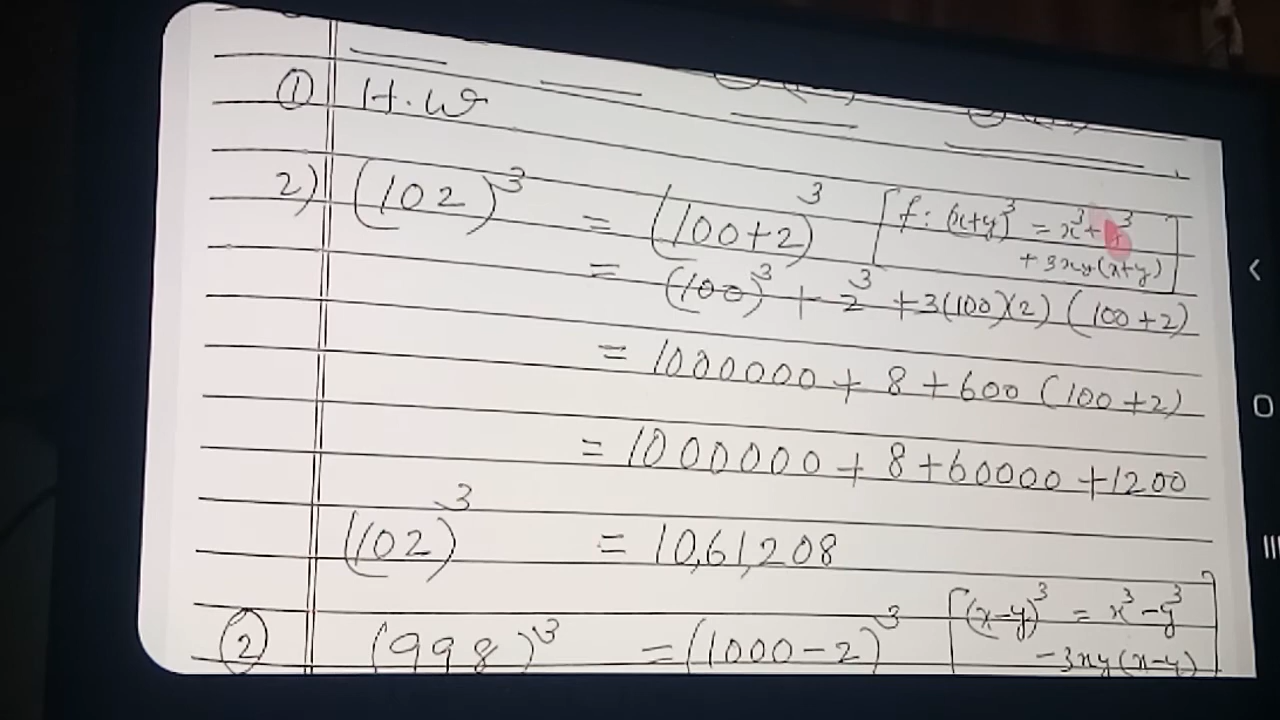 ① H.W
2) (102)³ = (100+2)³ [f: (x+y)³ = x³+y³
+3xy(x+y)]
= (100)³ + 2³ +3(100)(2) (100+2)
= 1000000 + 8 +600 (100+2)
= 1000000 + 8 +60000 +1200
(102)³ = 10,61,208
② (998)³ = (1000-2)³ [(x-y)³ = x³-y³
-3xy(x-y)]